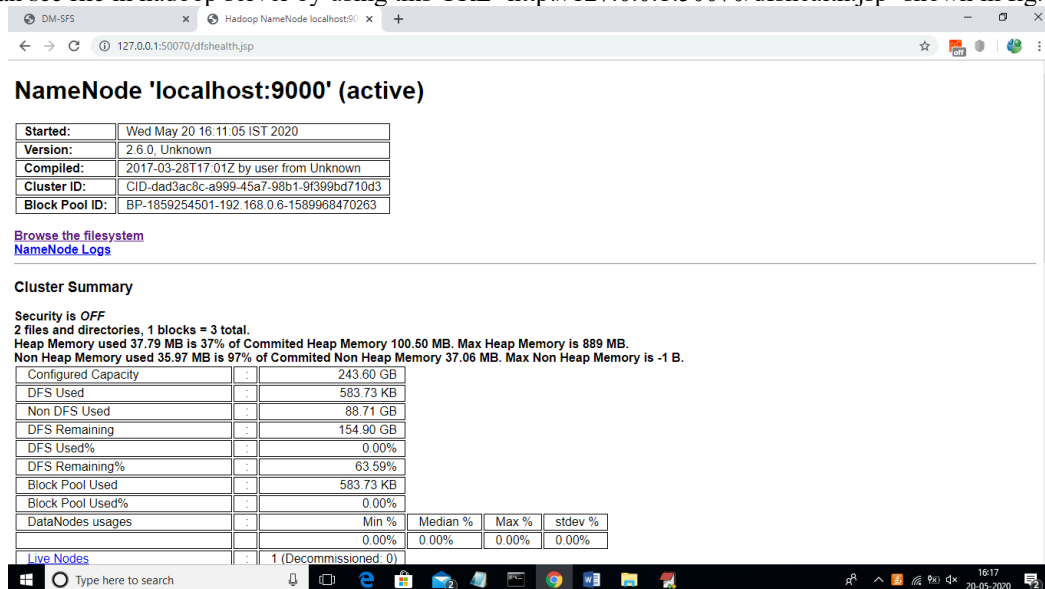 DM-SFS
Hadoop NameNode localhost:90
127.0.0.1:50070/dfshealth.jsp
off
NameNode 'localhost:9000' (active)
Started: Wed May 20 16:11:05 IST 2020
Version: 2.6.0, Unknown
Compiled: 2017-03-28T17:01Z by user from Unknown
Cluster ID: CID-dad3ac8c-a999-45a7-98b1-9f399bd710d3
Block Pool ID: BP-1859254501-192.168.0.6-1589968470263
Browse the filesystem
NameNode Logs
Cluster Summary
Security is OFF
2 files and directories, 1 blocks = 3 total.
Heap Memory used 37.79 MB is 37% of Commited Heap Memory 100.50 MB. Max Heap Memory is 889 MB.
Non Heap Memory used 35.97 MB is 97% of Commited Non Heap Memory 37.06 MB. Max Non Heap Memory is -1 B.
Configured Capacity : 243.60 GB
DFS Used : 583.73 KB
Non DFS Used : 88.71 GB
DFS Remaining : 154.90 GB
DFS Used% : 0.00%
DFS Remaining% : 63.59%
Block Pool Used : 583.73 KB
Block Pool Used% : 0.00%
DataNodes usages : Min % Median % Max % stdev %
0.00% 0.00% 0.00% 0.00%
Live Nodes : 1 (Decommissioned: 0)
Type here to search
16:17
20-05-2020